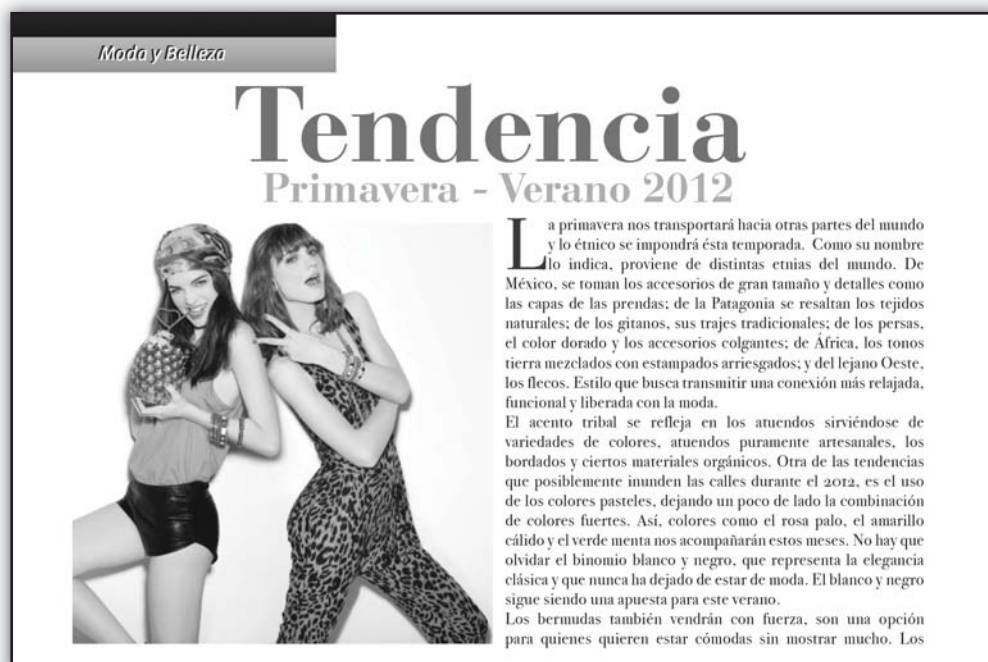 Moda y Belleza
Tendencia
Primavera - Verano 2012
La primavera nos transportará hacia otras partes del mundo
y lo étnico se impondrá ésta temporada. Como su nombre
lo indica, proviene de distintas etnias del mundo. De
México, se toman los accesorios de gran tamaño y detalles como
las capas de las prendas; de la Patagonia se resaltan los tejidos
naturales; de los gitanos, sus trajes tradicionales; de los persas,
el color dorado y los accesorios colgantes; de África, los tonos
tierra mezclados con estampados arriesgados; y del lejano Oeste,
los flecos. Estilo que busca transmitir una conexión más relajada,
funcional y liberada con la moda.
El acento tribal se refleja en los atuendos sirviéndose de
variedades de colores, atuendos puramente artesanales, los
bordados y ciertos materiales orgánicos. Otra de las tendencias
que posiblemente inunden las calles durante el 2012, es el uso
de los colores pasteles, dejando un poco de lado la combinación
de colores fuertes. Así, colores como el rosa palo, el amarillo
cálido y el verde menta nos acompañarán estos meses. No hay que
olvidar el binomio blanco y negro, que representa la elegancia
clásica y que nunca ha dejado de estar de moda. El blanco y negro
sigue siendo una apuesta para este verano.
Los bermudas también vendrán con fuerza, son una opción
para quienes quieren estar cómodas sin mostrar mucho. Los